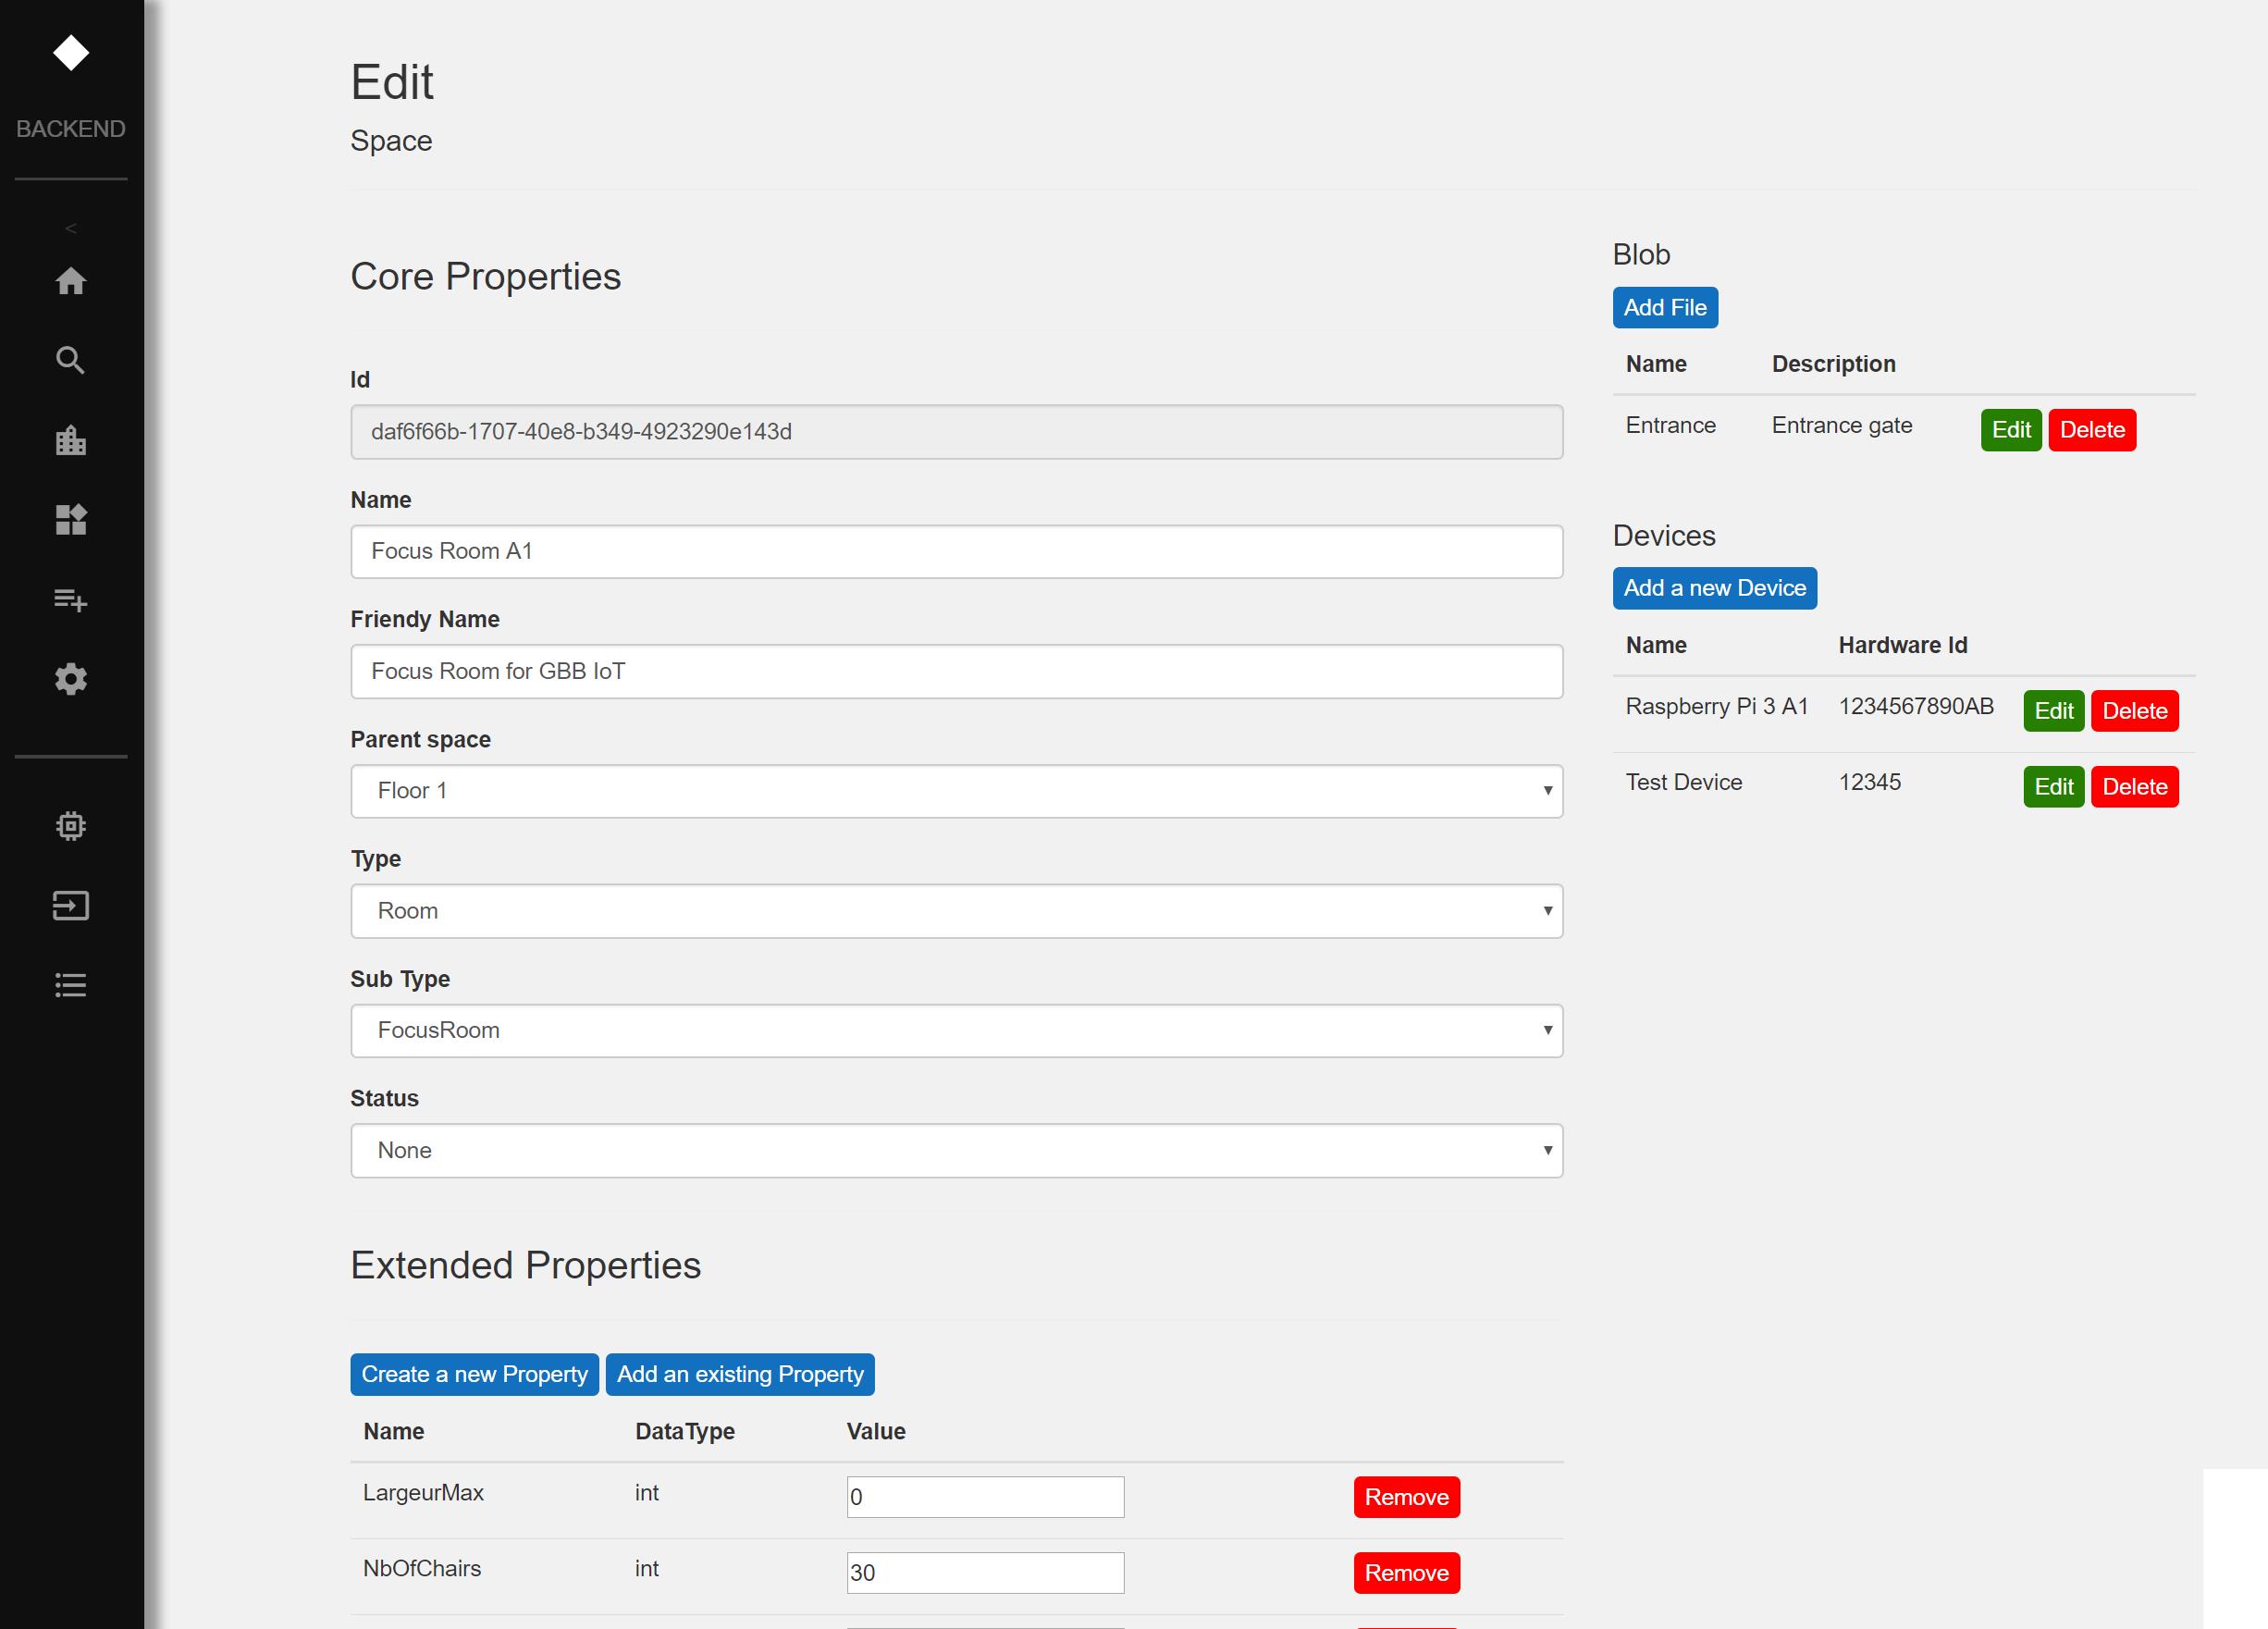 BACKEND
<
Edit
Space
Core Properties
Id
daf6f66b-1707-40e8-b349-4923290e143d
Name
Focus Room A1
Friendy Name
Focus Room for GBB IoT
Parent space
Floor 1
Type
Room
Sub Type
FocusRoom
Status
None
Extended Properties
Create a new Property Add an existing Property
Name DataType Value
LargeurMax int 0 Remove
NbOfChairs int 30 Remove
Blob
Add File
Name Description
Entrance Entrance gate Edit Delete
Devices
Add a new Device
Name Hardware Id
Raspberry Pi 3 A1 1234567890AB Edit Delete
Test Device 12345 Edit Delete